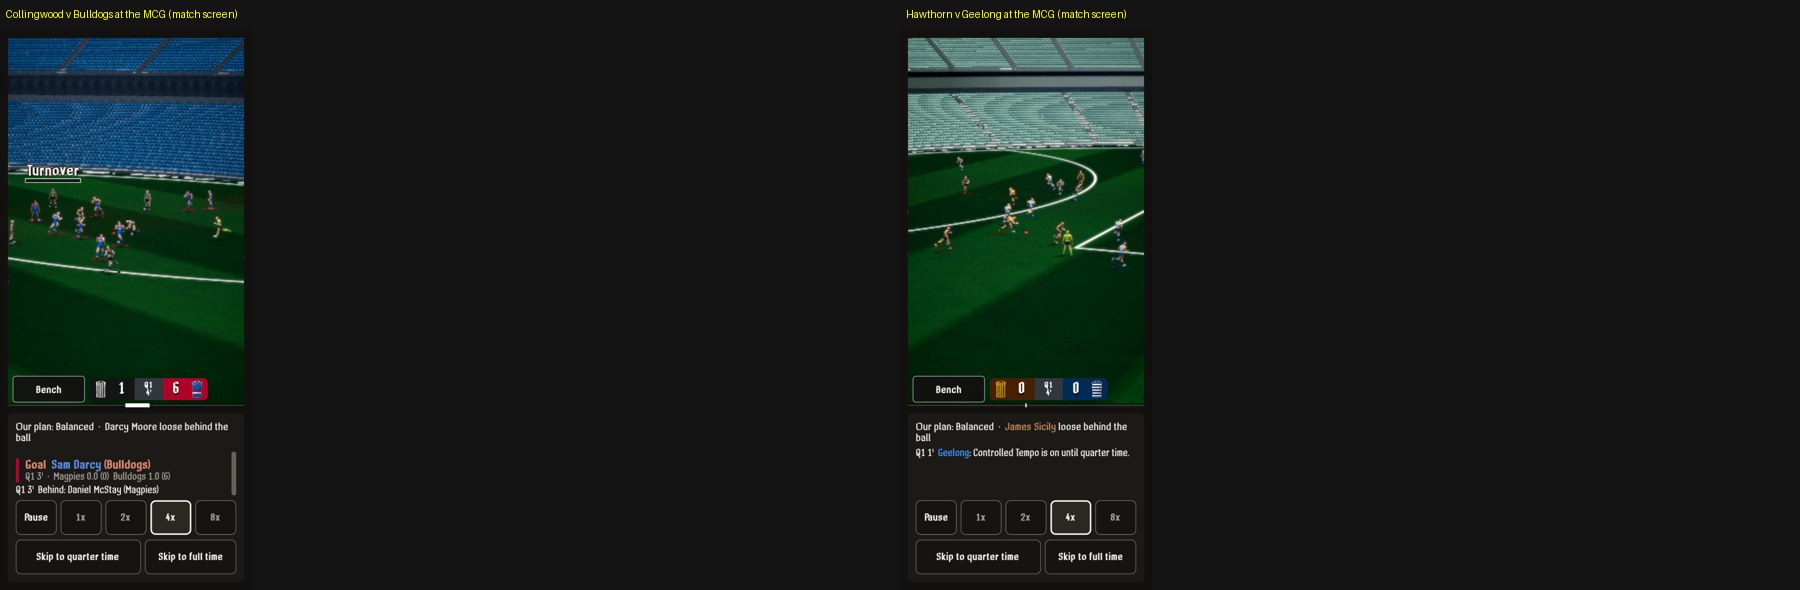 Collingwood v Bulldogs at the MCG (match screen)
Turnover
Bench
1
Q1
6
Our plan: Balanced · Darcy Moore loose behind the
ball
Goal Sam Darcy (Bulldogs)
Q1 3' · Magpies 0.0 (0) Bulldogs 1.0 (6)
Q1 3' Behind: Daniel McStay (Magpies)
Pause
1x
2x
4x
8x
Skip to quarter time
Skip to full time
Hawthorn v Geelong at the MCG (match screen)
Bench
0
Q1
0
Our plan: Balanced · James Sicily loose behind the
ball
Q1 1' Geelong: Controlled Tempo is on until quarter time.
Pause
1x
2x
4x
8x
Skip to quarter time
Skip to full time